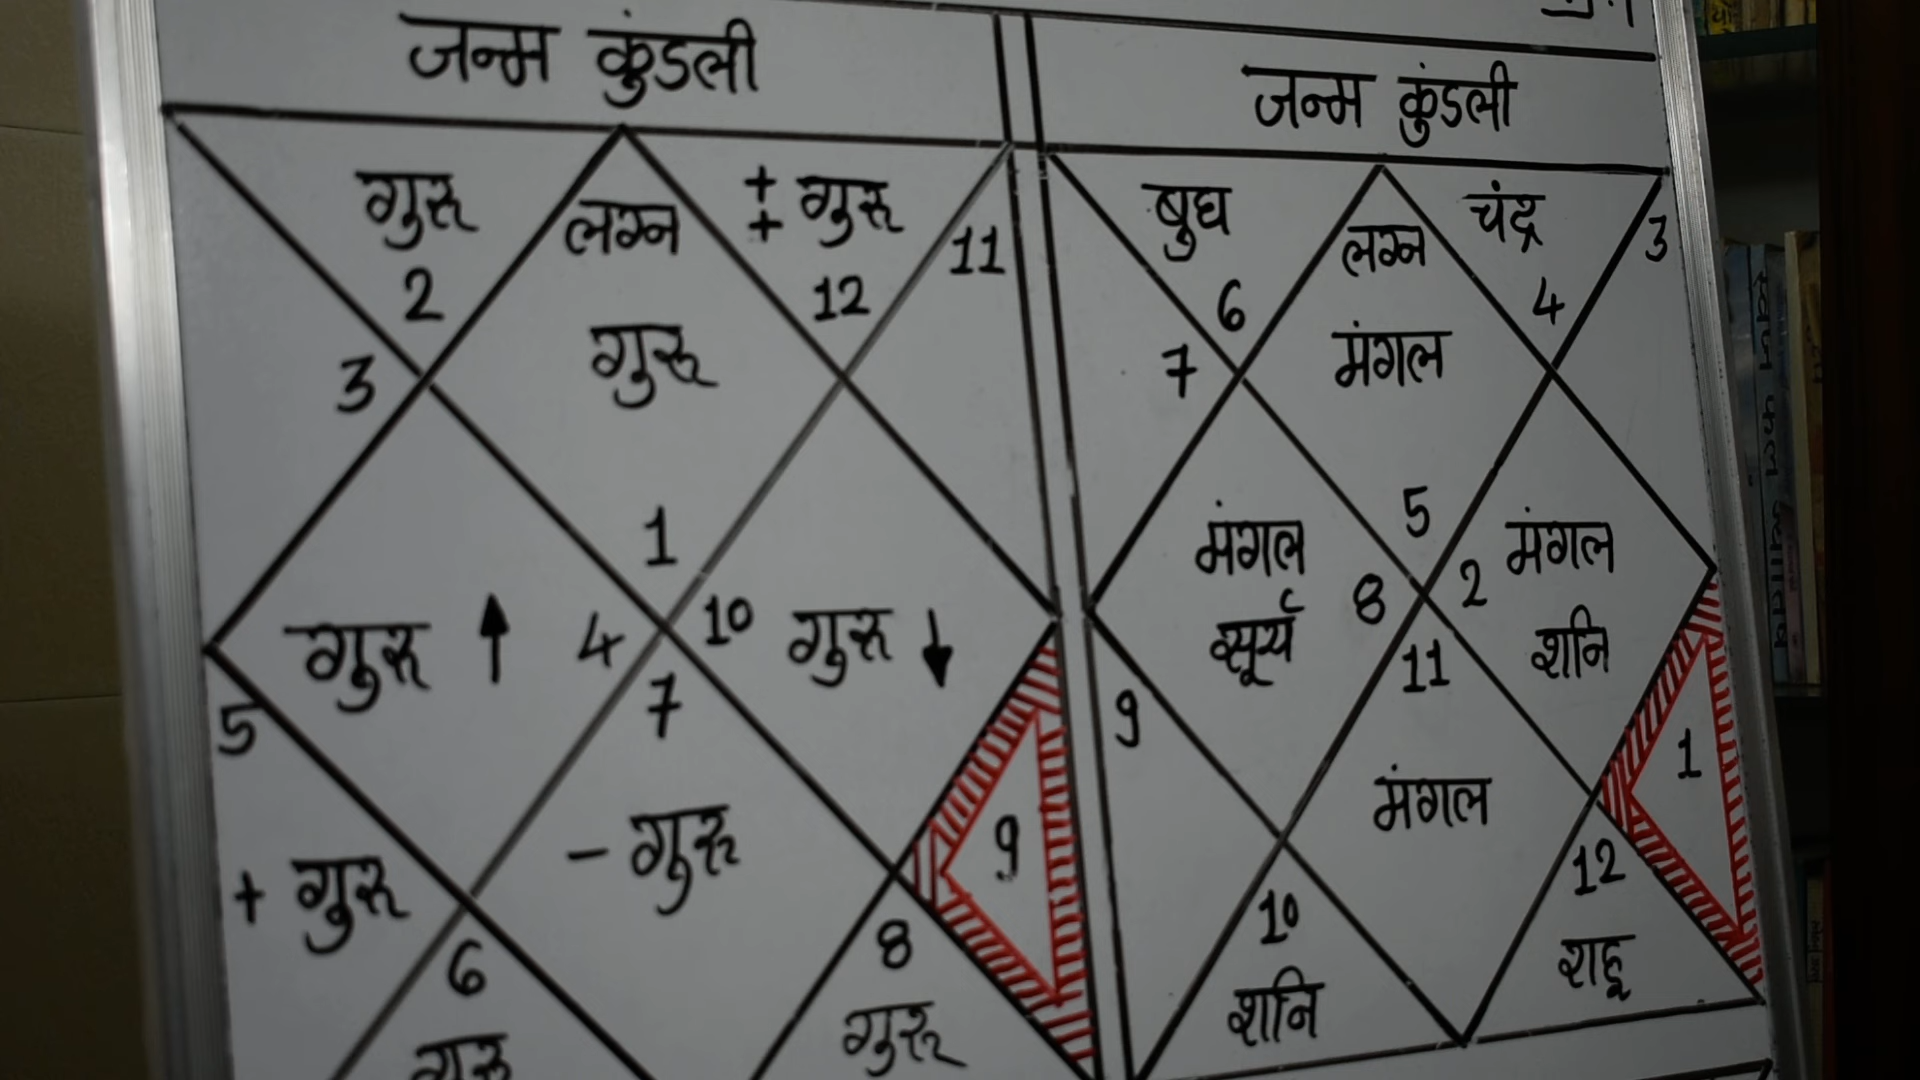 जन्म कुंडली
गुरु
2
लग्न
गुरु
1
++ गुरु
12
11
3
गुरु ↑ 4
10 गुरु ↓
5
7
- गुरु
+ गुरु
6
गुरु
8
गुरु
9
जन्म कुंडली
बुध
6
लग्न
मंगल
5
चंद्र
4
3
7
मंगल
सूर्य
8
2
मंगल
शनि
11
मंगल
9
10
शनि
12
राहू
1